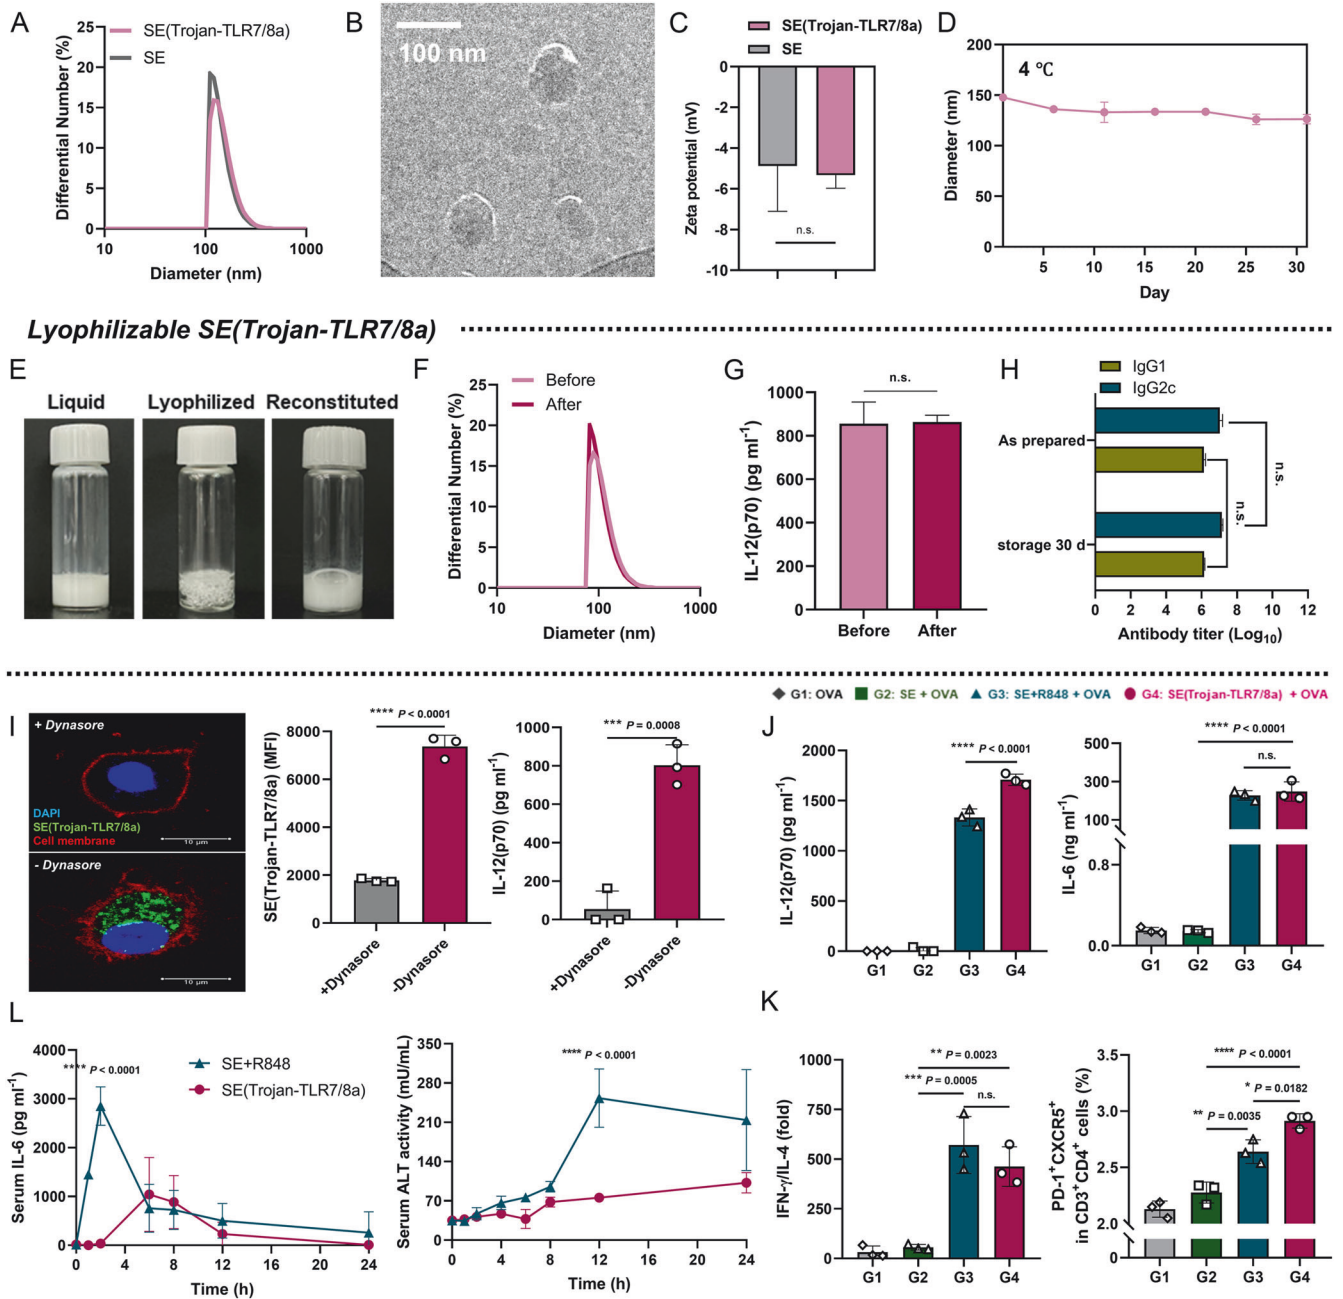 A
SE(Trojan-TLR7/8a)
SE
Differential Number (%)
25
20
15
10
5
0
10
100
1000
Diameter (nm)
B
100 nm
C
SE(Trojan-TLR7/8a)
SE
Zeta potential (mV)
0
-2
-4
-6
-8
-10
n.s.
D
4 ℃
Diameter (nm)
200
150
100
50
0
5
10
15
20
25
30
Day
Lyophilizable SE(Trojan-TLR7/8a)
E
Liquid
Lyophilized
Reconstituted
F
Before
After
Differential Number (%)
25
20
15
10
5
0
10
100
1000
Diameter (nm)
G
n.s.
IL-12(p70) (pg ml⁻¹)
1000
800
600
400
200
0
Before
After
H
IgG1
IgG2c
As prepared
storage 30 d
n.s.
n.s.
0
2
4
6
8
10
12
Antibody titer (Log₁₀)
G1: OVA
G2: SE + OVA
G3: SE+R848 + OVA
G4: SE(Trojan-TLR7/8a) + OVA
I
+ Dynasore
DAPI
SE(Trojan-TLR7/8a)
Cell membrane
10 µm
- Dynasore
10 µm
**** P < 0.0001
SE(Trojan-TLR7/8a) (MFI)
8000
6000
4000
2000
0
+Dynasore
-Dynasore
*** P = 0.0008
IL-12(p70) (pg ml⁻¹)
1000
800
600
400
200
0
+Dynasore
-Dynasore
J
**** P < 0.0001
IL-12(p70) (pg ml⁻¹)
2000
1500
1000
500
0
G1
G2
G3
G4
**** P < 0.0001
n.s.
IL-6 (ng ml⁻¹)
500
300
100
0.8
0.0
G1
G2
G3
G4
L
**** P < 0.0001
SE+R848
SE(Trojan-TLR7/8a)
Serum IL-6 (pg ml⁻¹)
4000
3000
2000
1000
0
0
4
8
12
16
20
24
Time (h)
**** P < 0.0001
Serum ALT activity (mU/mL)
350
280
210
140
70
0
0
4
8
12
16
20
24
Time (h)
K
** P = 0.0023
*** P = 0.0005
n.s.
IFN-γ/IL-4 (fold)
1000
750
500
250
0
G1
G2
G3
G4
**** P < 0.0001
* P = 0.0182
** P = 0.0035
PD-1⁺CXCR5⁺
in CD3⁺CD4⁺ cells (%)
3.5
3.0
2.5
2.0
0
G1
G2
G3
G4